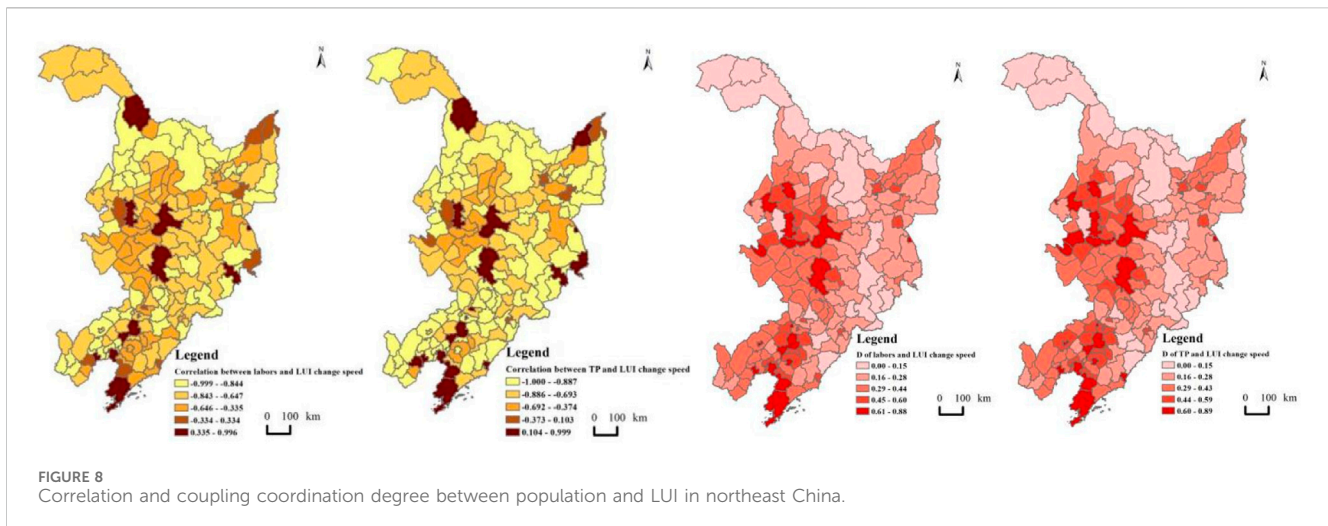 N
N
N
N
Legend
Correlation between labors and LUI change speed
-0.999 - -0.844
-0.843 - -0.647
-0.646 - -0.335
-0.334 - 0.334
0.335 - 0.996
0 100 km
Legend
Correlation between TP and LUI change speed
-1.000 - -0.887
-0.886 - -0.693
-0.692 - -0.374
-0.373 - 0.103
0.104 - 0.999
0 100 km
Legend
D of labors and LUI change speed
0.00 - 0.15
0.16 - 0.28
0.29 - 0.44
0.45 - 0.60
0.61 - 0.88
0 100 km
Legend
D of TP and LUI change speed
0.00 - 0.15
0.16 - 0.28
0.29 - 0.43
0.44 - 0.59
0.60 - 0.89
0 100 km
FIGURE 8
Correlation and coupling coordination degree between population and LUI in northeast China.